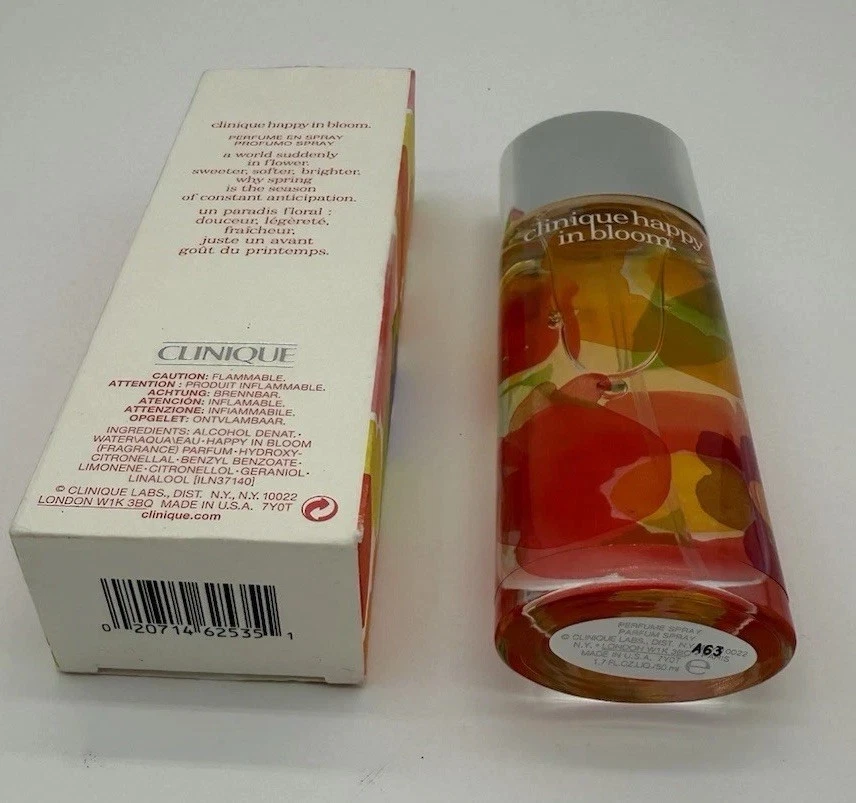 clinique happy in bloom.
PERFUME EN SPRAY
PROFUMO SPRAY
a world suddenly
in flower.
sweeter, softer, brighter.
why spring
is the season
of constant anticipation.
un paradis floral :
douceur, légèreté,
fraîcheur,
juste un avant
goût du printemps.
CLINIQUE
CAUTION: FLAMMABLE.
ATTENTION : PRODUIT INFLAMMABLE.
ACHTUNG: BRENNBAR.
ATENCIÓN: INFLAMABLE.
ATTENZIONE: INFIAMMABILE.
OPGELET: ONTVLAMBAAR.
INGREDIENTS: ALCOHOL DENAT.•
WATER\AQUA\EAU•HAPPY IN BLOOM
(FRAGRANCE) PARFUM•HYDROXY-
CITRONELLAL•BENZYL BENZOATE•
LIMONENE•CITRONELLOL•GERANIOL•
LINALOOL [ILN37140]
© CLINIQUE LABS., DIST. N.Y., N.Y. 10022
LONDON W1K 3BQ MADE IN U.S.A. 7Y0T
clinique.com
0 20714 62535 1
clinique happy
in bloom.
PERFUME SPRAY
PARFUM SPRAY
© CLINIQUE LABS., DIST. N.Y. 10022
N.Y. • LONDON W1K 3BQ
A63
MADE IN U.S.A. 7Y0T
1.7 FL.OZ.LIQ./50 ml e